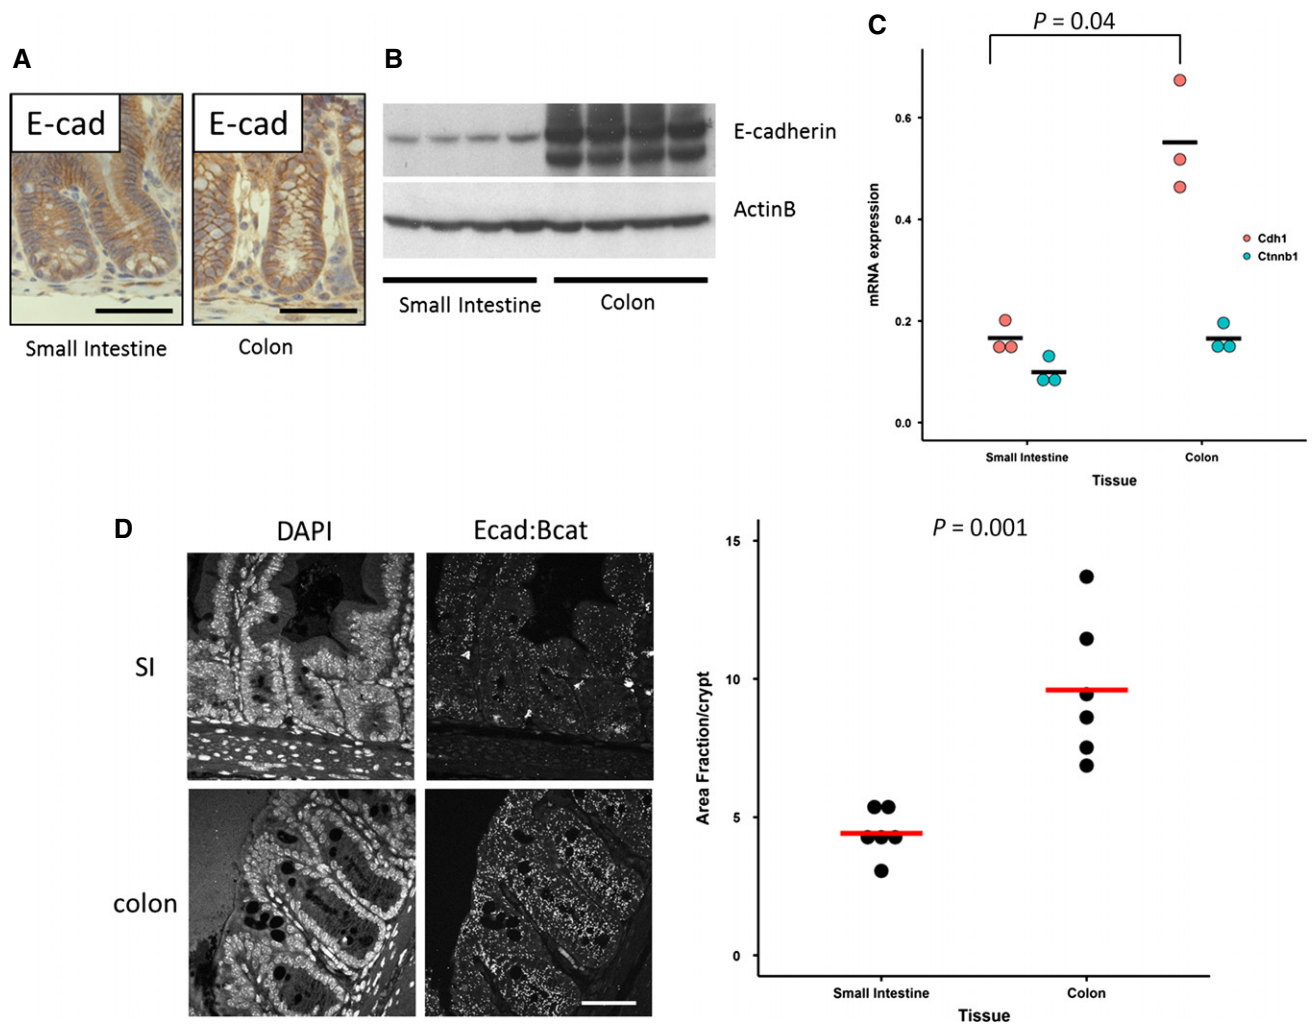 A
E-cad
E-cad
Small Intestine
Colon
B
E-cadherin
ActinB
Small Intestine
Colon
C
P = 0.04
mRNA expression
0.6
0.4
0.2
0.0
Cdh1
Ctnnb1
Small Intestine
Colon
Tissue
D
DAPI
Ecad:Bcat
SI
colon
P = 0.001
Area Fraction/crypt
15
10
5
0
Small Intestine
Colon
Tissue